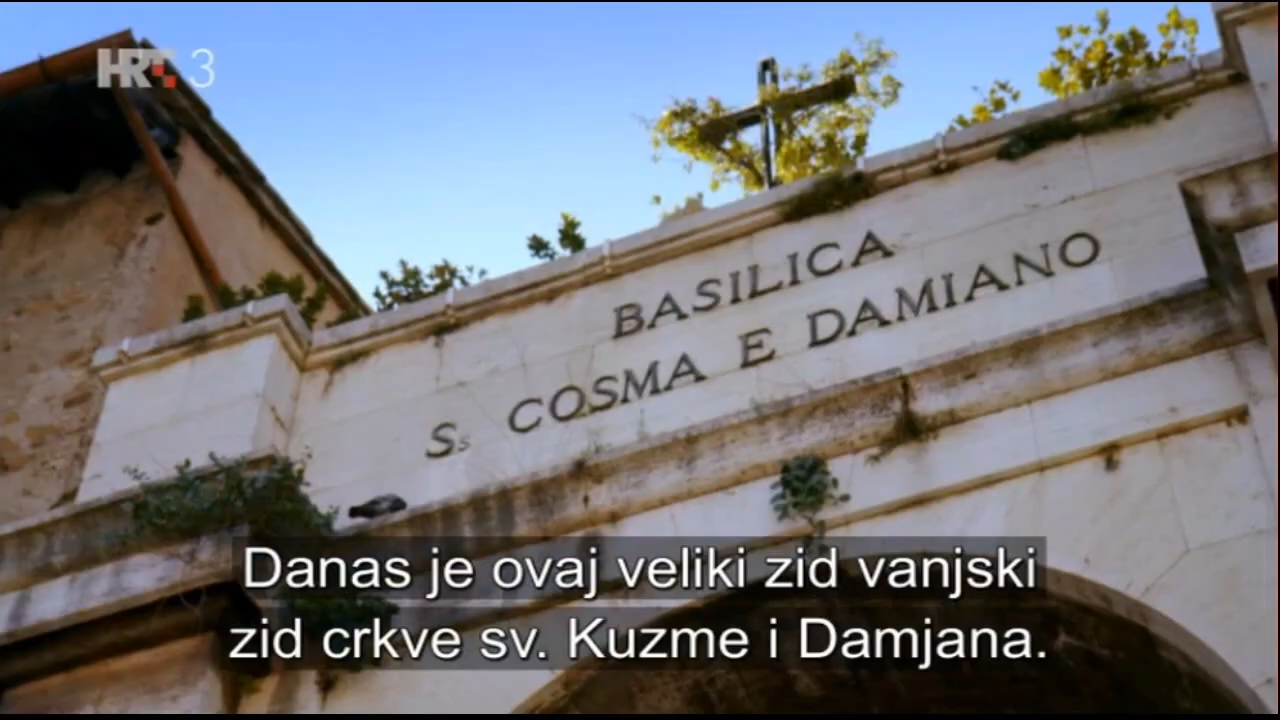 HRT 3
BASILICA
Ss COSMA E DAMIANO
Danas je ovaj veliki zid vanjski
zid crkve sv. Kuzme i Damjana.